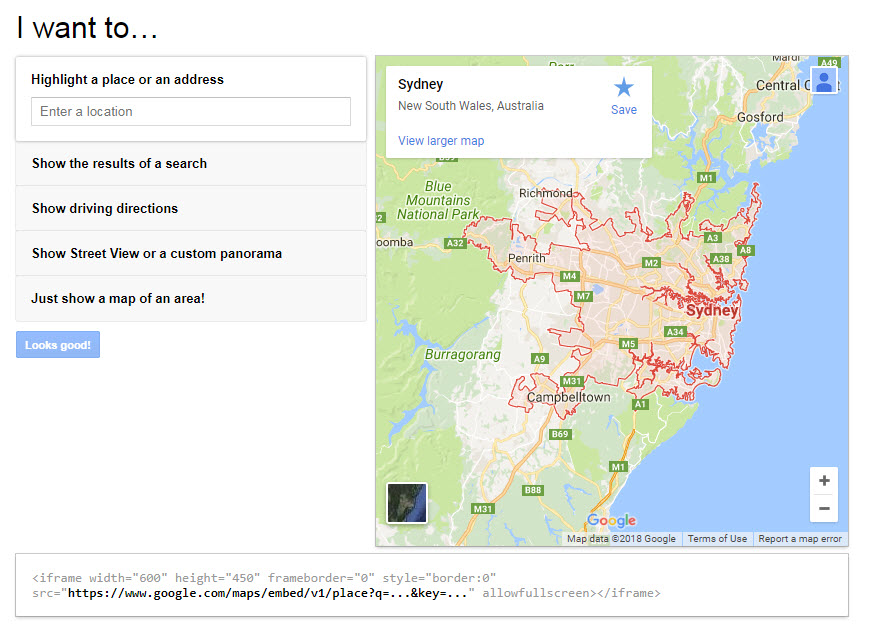 I want to…
Highlight a place or an address
Enter a location
Show the results of a search
Show driving directions
Show Street View or a custom panorama
Just show a map of an area!
Looks good!
Sydney
New South Wales, Australia
Save
View larger map
A49
Central
Gosford
M1
Blue
Mountains
National Park
Richmond
oomba
A32
Penrith
A3
A8
A38
M2
M4
M7
Sydney
A34
M5
Burragorang
A9
M31
Campbelltown
A1
B69
M1
B88
M31
Google
Map data ©2018 Google
Terms of Use
Report a map error
<iframe width="600" height="450" frameborder="0" style="border:0"
src="https://www.google.com/maps/embed/v1/place?q=...&key=..." allowfullscreen></iframe>